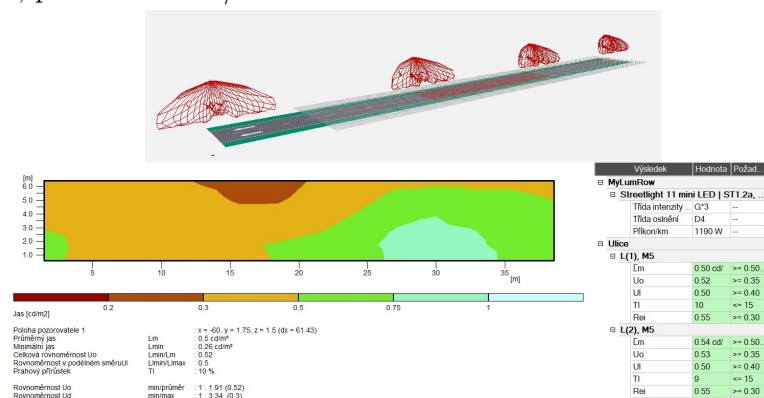 [m]
6.0
5.0
4.0
3.0
2.0
1.0
5 10 15 20 25 30 35
[m]
0.2 0.3 0.5 0.75 1
Jas [cd/m2]
Poloha pozorovatele 1 : x = -60, y = 1.75, z = 1.5 (dx = 61.43)
Průměrný jas Lm : 0.5 cd/m²
Minimální jas Lmin : 0.26 cd/m²
Celková rovnoměrnost Uo Lmin/Lm : 0.52
Rovnoměrnost v podélném směruUl Lmin/Lmax : 0.5
Prahový přírůstek TI : 10 %
Rovnoměrnost Uo min/průměr : 1 : 1.91 (0.52)
Rovnoměrnost Ud min/max : 1 : 3.34 (0.3)
Výsledek Hodnota Požad...
MyLumRow
Streetlight 11 mini LED | ST1.2a, ...
Třída intenzity ... G*3 --
Třída oslnění D4 --
Příkon/km 1190 W --
Ulice
L(1), M5
Lm 0.50 cd/ >= 0.50..
Uo 0.52 >= 0.35
Ul 0.50 >= 0.40
TI 10 <= 15
Rei 0.55 >= 0.30
L(2), M5
Lm 0.54 cd/ >= 0.50..
Uo 0.53 >= 0.35
Ul 0.50 >= 0.40
TI 9 <= 15
Rei 0.55 >= 0.30